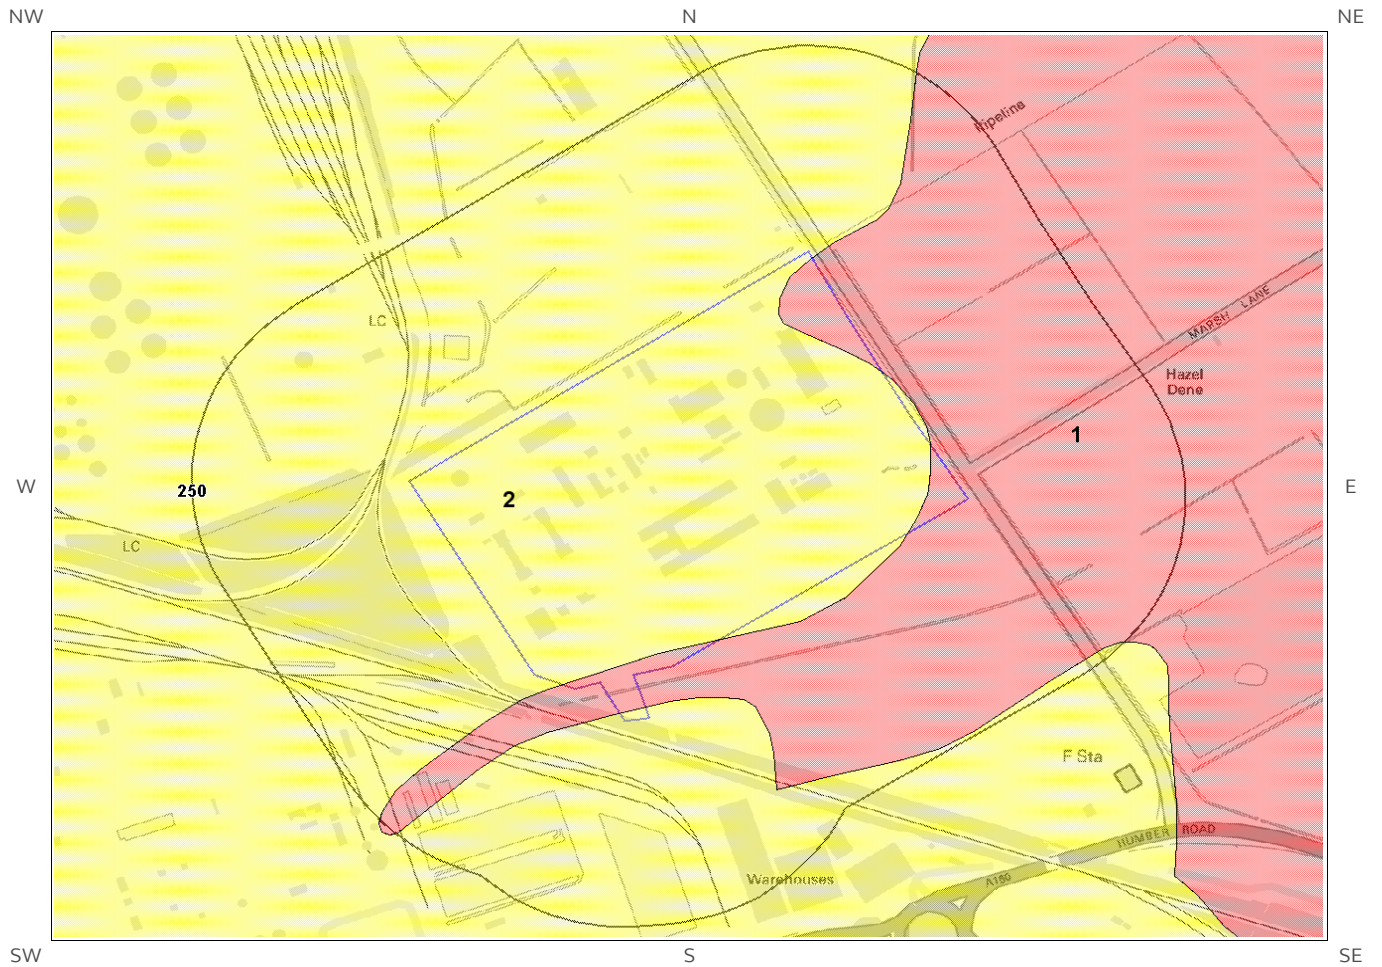 NW N NE
Pipeline
MARSH LANE
LC
Hazel
Dene
1
W 250 2 E
LC
F Sta
HUMBER ROAD
A160
Warehouses
SW S SE